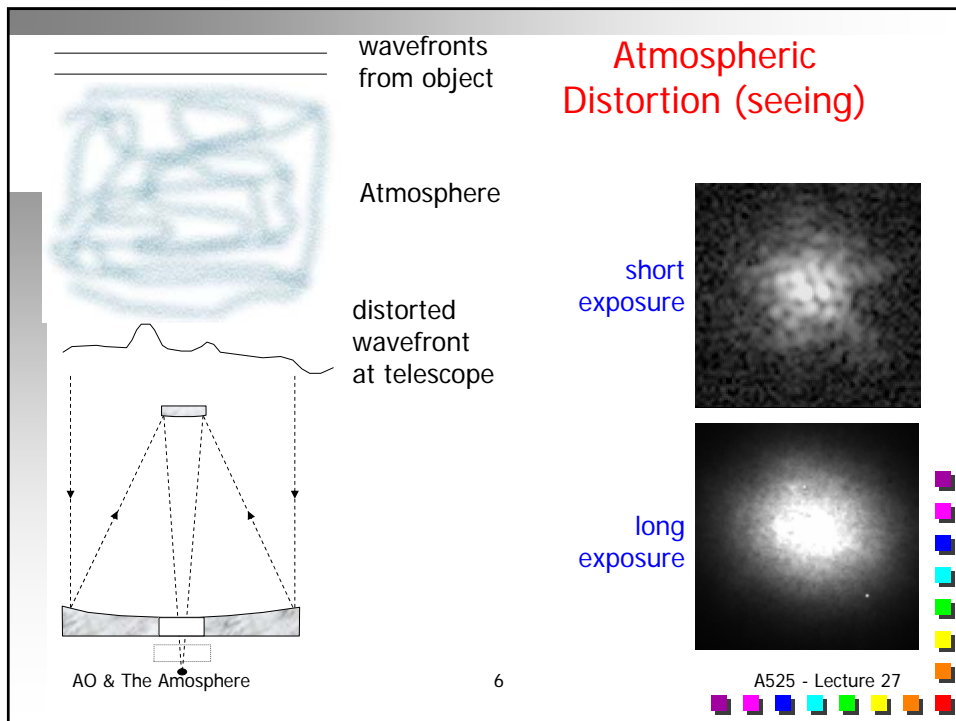 wavefronts
from object
Atmospheric
Distortion (seeing)
Atmosphere
short
exposure
distorted
wavefront
at telescope
long
exposure
AO & The Amosphere
6
A525 - Lecture 27